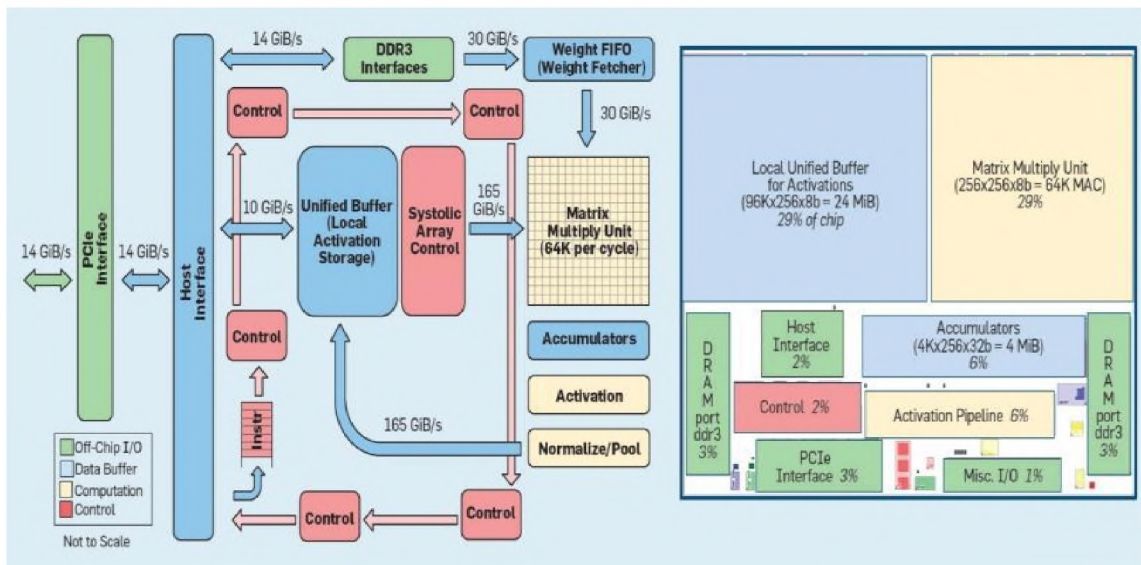 14 GiB/s
DDR3
Interfaces
30 GiB/s
Weight FIFO
(Weight Fetcher)
Control
Control
30 GiB/s
14 GiB/s
PCIe
Interface
14 GiB/s
Host
Interface
10 GiB/s
Unified Buffer
(Local
Activation
Storage)
Systolic
Array
Control
165
GiB/s
Matrix
Multiply Unit
(64K per cycle)
Control
Accumulators
Activation
Instr
165 GiB/s
Normalize/Pool
Control
Control
Off-Chip I/O
Data Buffer
Computation
Control
Not to Scale
Local Unified Buffer
for Activations
(96Kx256x8b = 24 MiB)
29% of chip
Matrix Multiply Unit
(256x256x8b = 64K MAC)
29%
DRAM
port
ddr3
3%
Host
Interface
2%
Accumulators
(4Kx256x32b = 4 MiB)
6%
DRAM
port
ddr3
3%
Control 2%
Activation Pipeline 6%
PCIe
Interface 3%
Misc. I/O 1%